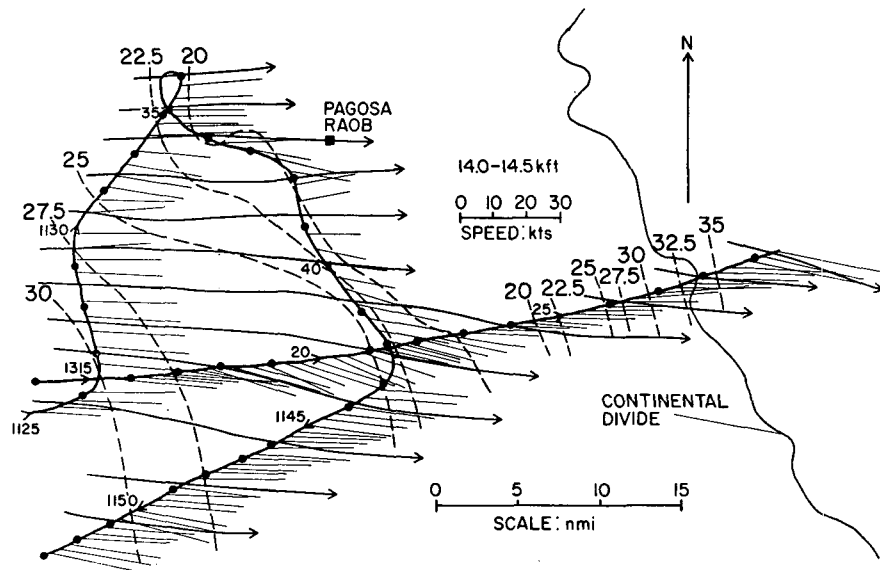 22.5 20
35
PAGOSA
RAOB
N
25
14.0-14.5kft
0 10 20 30
SPEED: kts
27.5
1130
35
32.5
30
25
27.5
22.5
20
40
30
25
20
1315
1125
1145
CONTINENTAL
DIVIDE
1150
0 5 10 15
SCALE: nmi